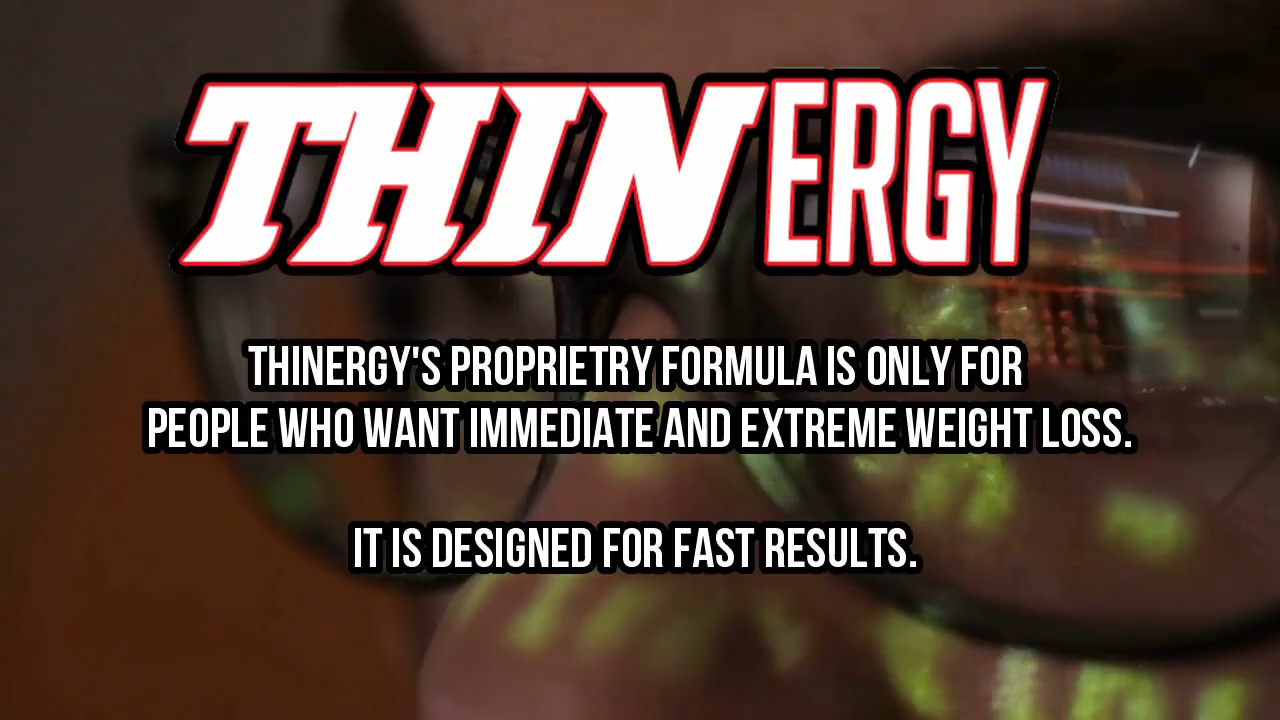 THINERGY
THINERGY'S PROPRIETRY FORMULA IS ONLY FOR
PEOPLE WHO WANT IMMEDIATE AND EXTREME WEIGHT LOSS.
IT IS DESIGNED FOR FAST RESULTS.